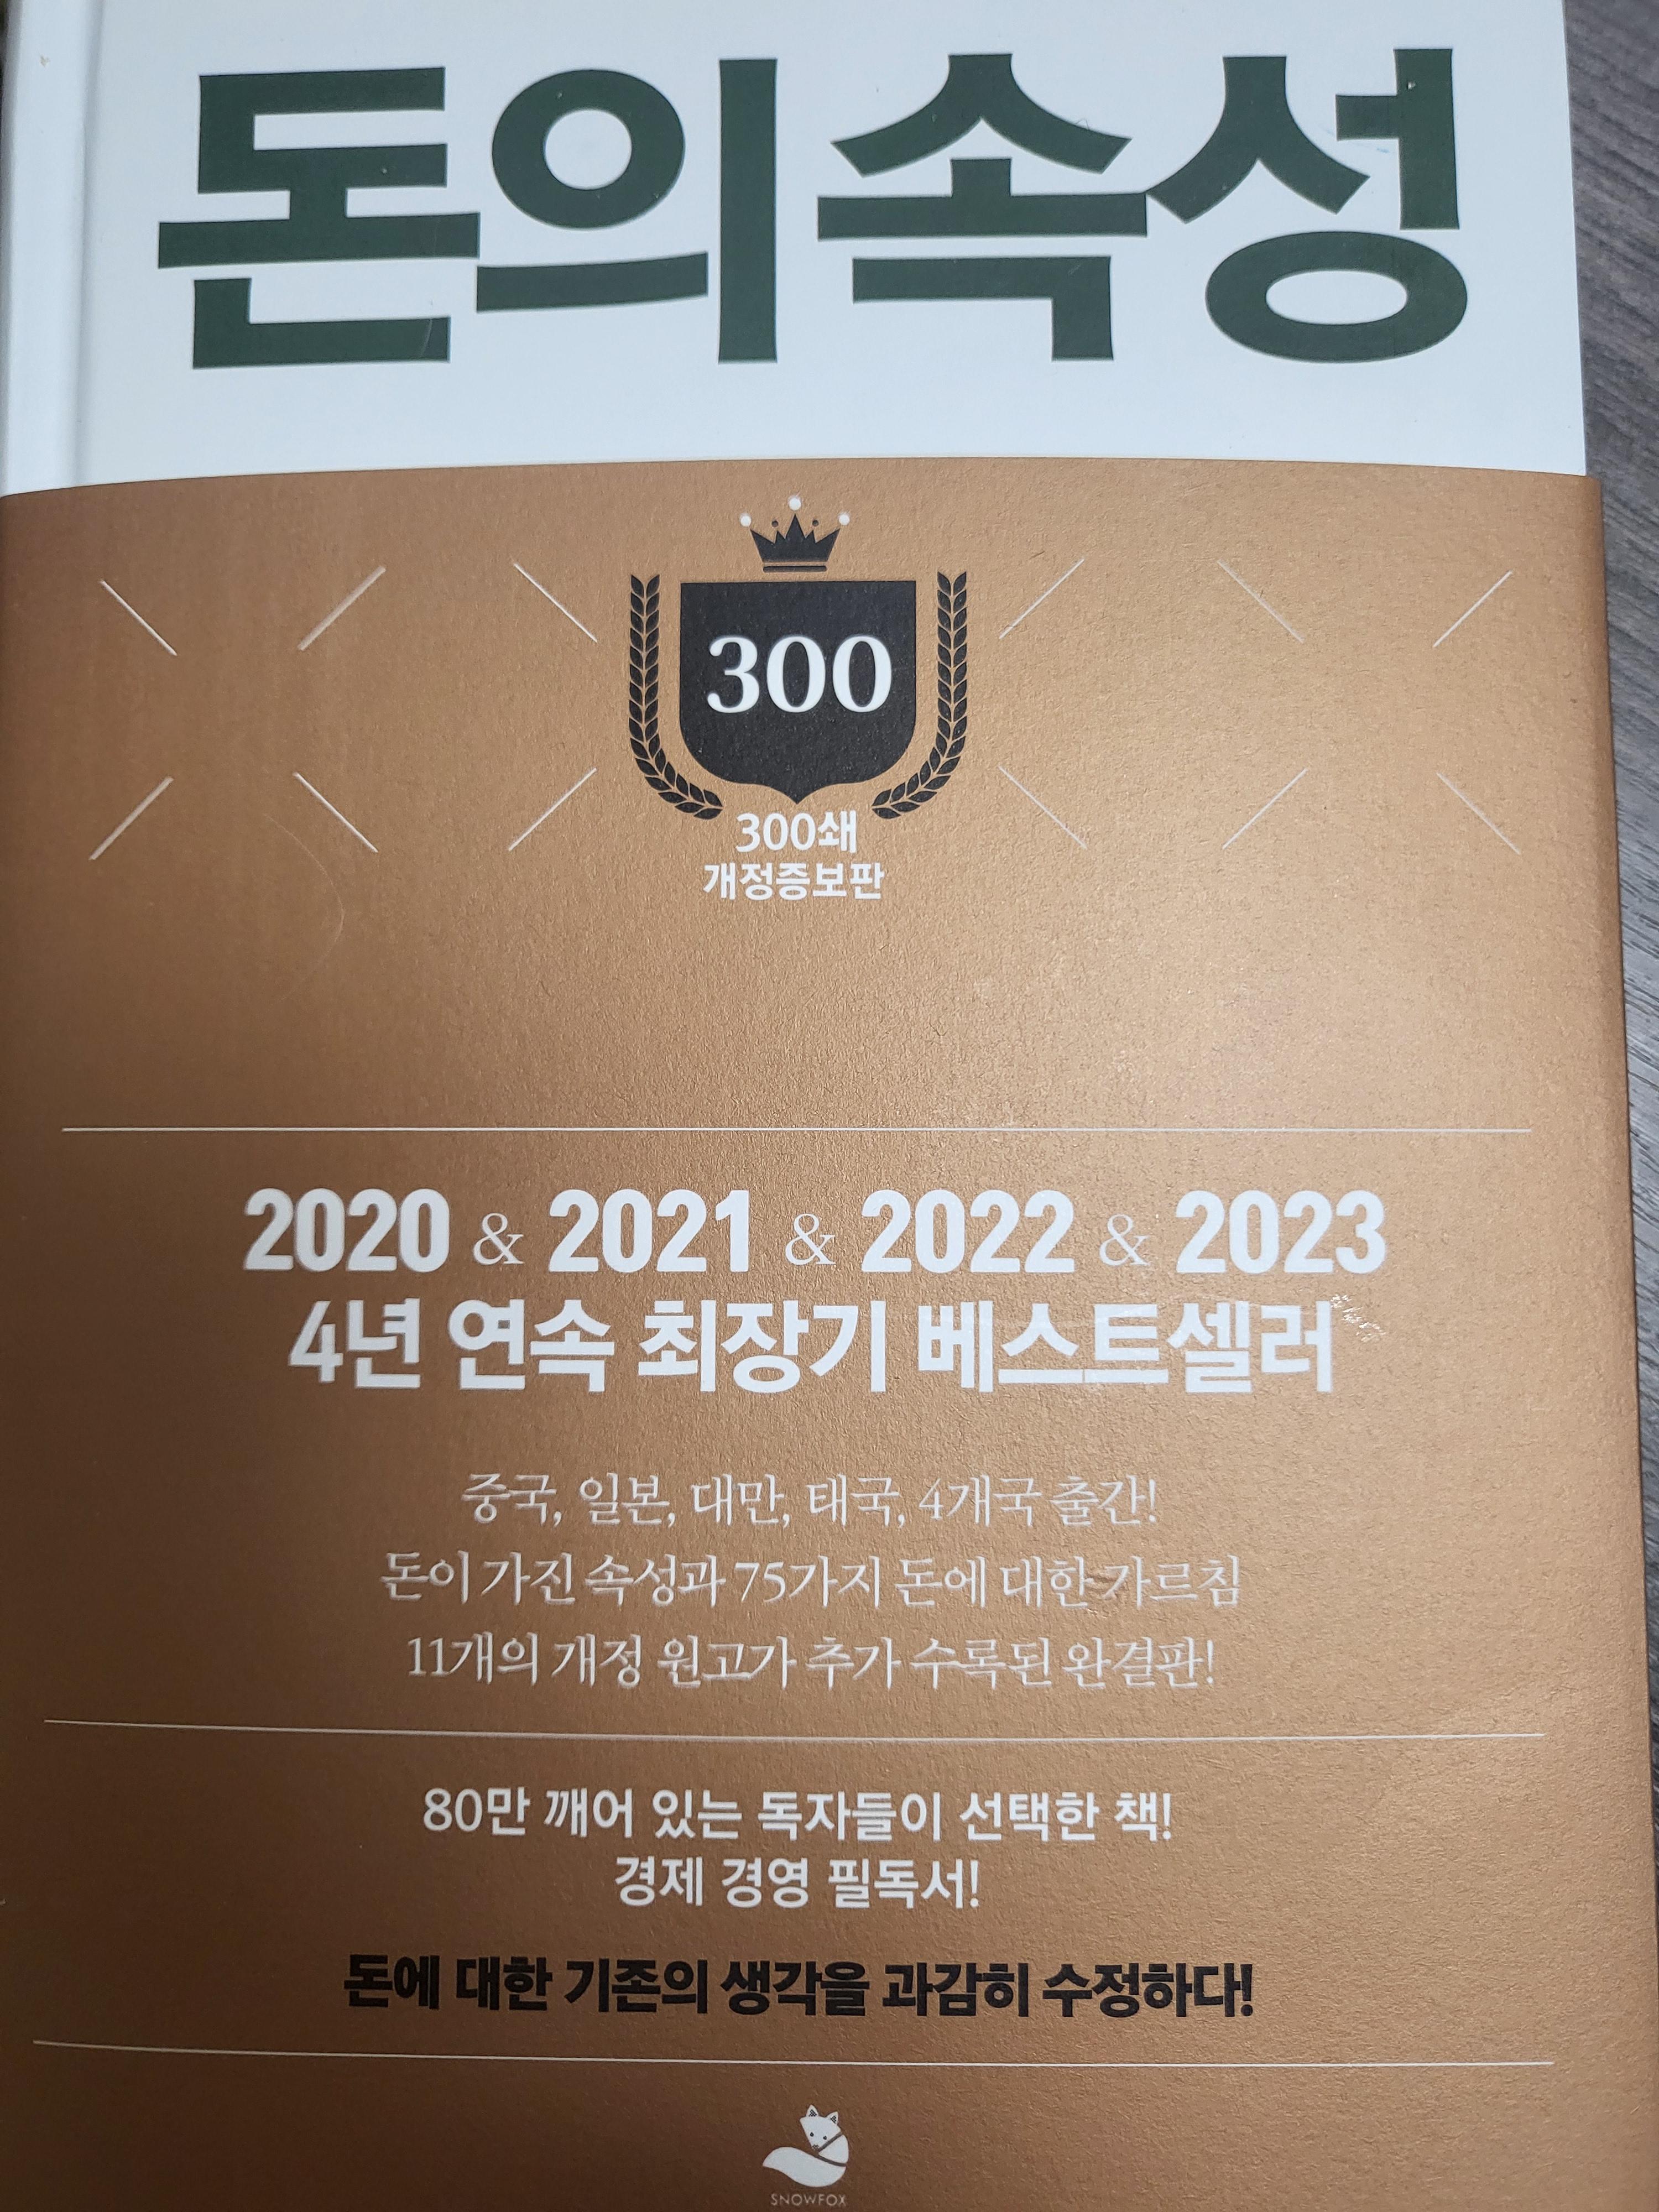 돈의 속성
300
300쇄
개정증보판
2020 & 2021 & 2022 & 2023
4년 연속 최장기 베스트셀러
중국, 일본, 대만, 태국, 4개국 출간!
돈이 가진 속성과 75가지 돈에 대한 가르침
11개의 개정 원고가 추가 수록된 완결판!
80만 깨어 있는 독자들이 선택한 책!
경제 경영 필독서!
돈에 대한 기존의 생각을 과감히 수정하다!
SNOWFOX